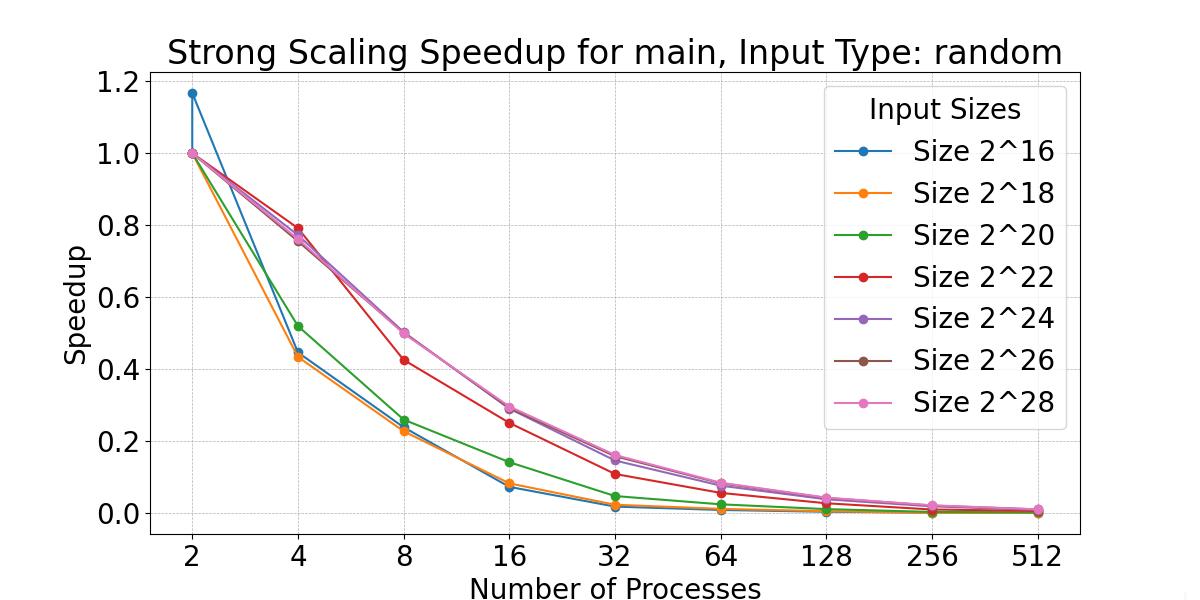 Strong Scaling Speedup for main, Input Type: random
1.2
1.0
0.8
0.6
0.4
0.2
0.0
Speedup
Input Sizes
Size 2^16
Size 2^18
Size 2^20
Size 2^22
Size 2^24
Size 2^26
Size 2^28
2 4 8 16 32 64 128 256 512
Number of Processes